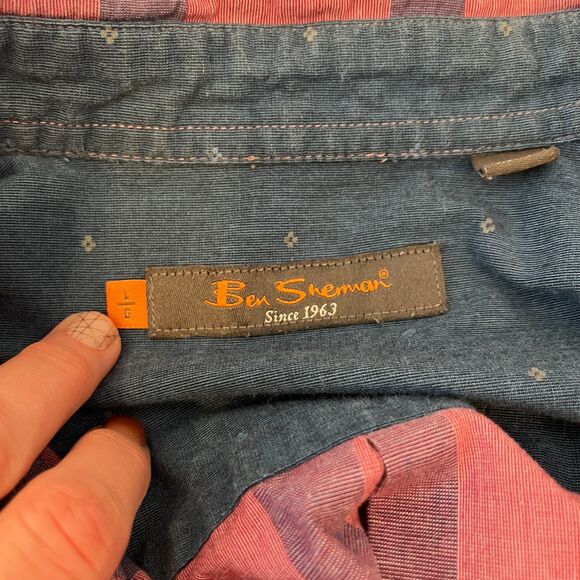 L
G
Ben Sherman®
Since 1963